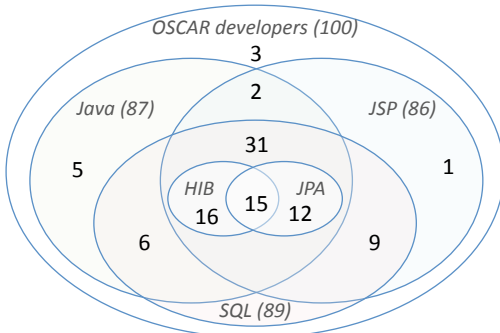 OSCAR developers (100)
3
2
Java (87)
JSP (86)
31
5
1
HIB
JPA
16
15
12
6
9
SQL (89)